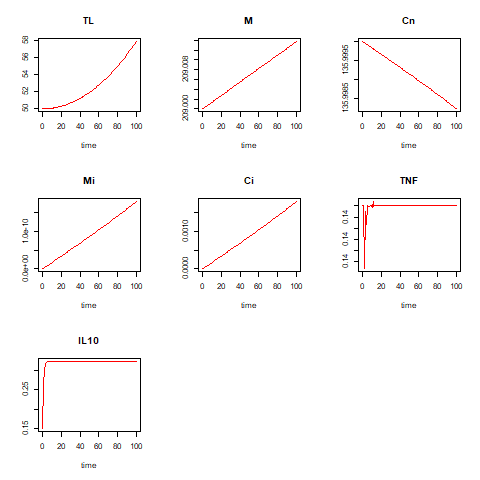 TL
50 52 54 56 58
0 20 40 60 80 100
time
M
209.000 209.008
0 20 40 60 80 100
time
Cn
135.9985 135.9995
0 20 40 60 80 100
time
Mi
0.0e+00 1.0e-10
0 20 40 60 80 100
time
Ci
0.0000 0.0010
0 20 40 60 80 100
time
TNF
0.14 0.14 0.14
0 20 40 60 80 100
time
IL10
0.15 0.25
0 20 40 60 80 100
time